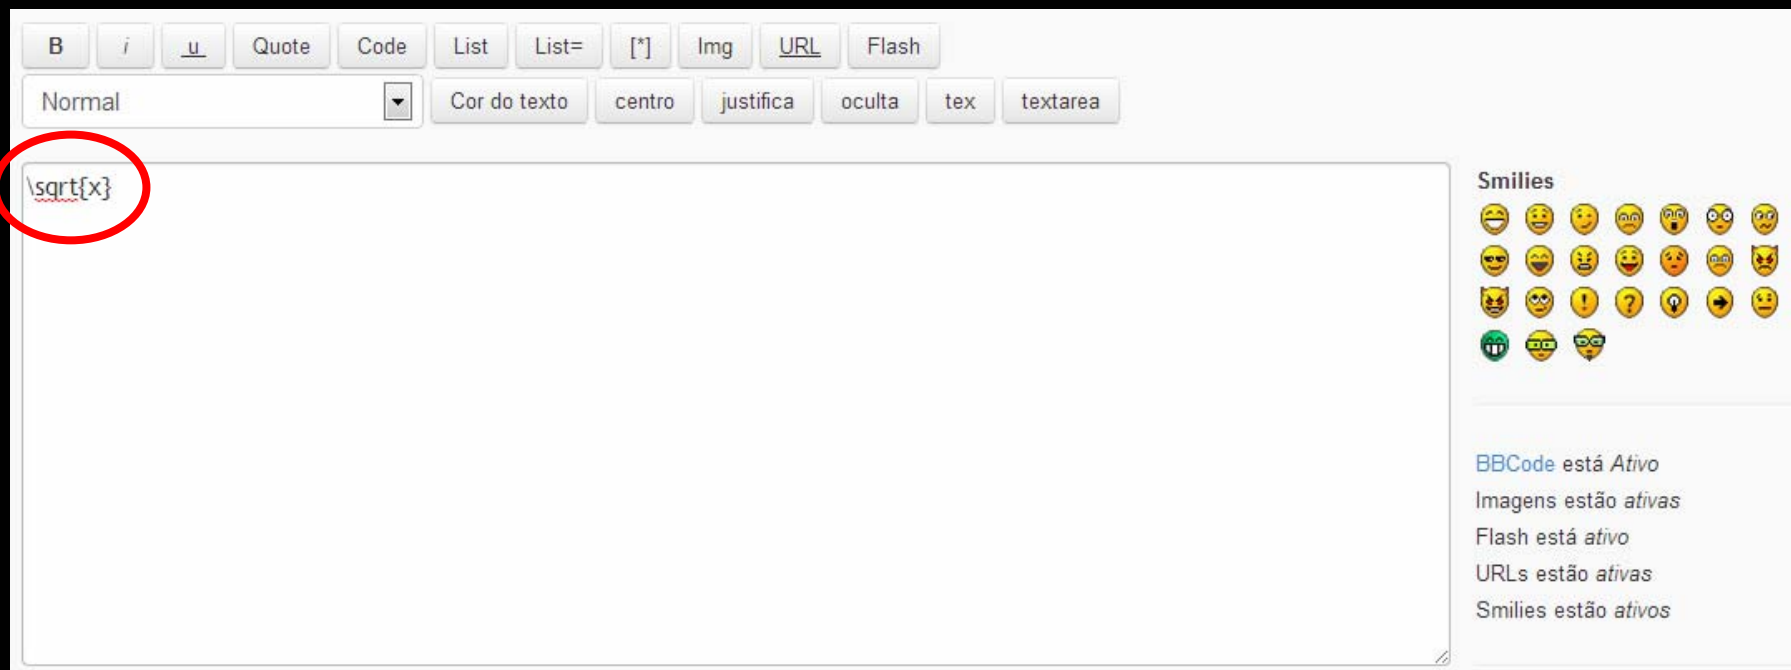 B i u Quote Code List List= [*] Img URL Flash
Normal Cor do texto centro justifica oculta tex textarea
\sqrt{x}
Smilies
BBCode está Ativo
Imagens estão ativas
Flash está ativo
URLs estão ativas
Smilies estão ativos